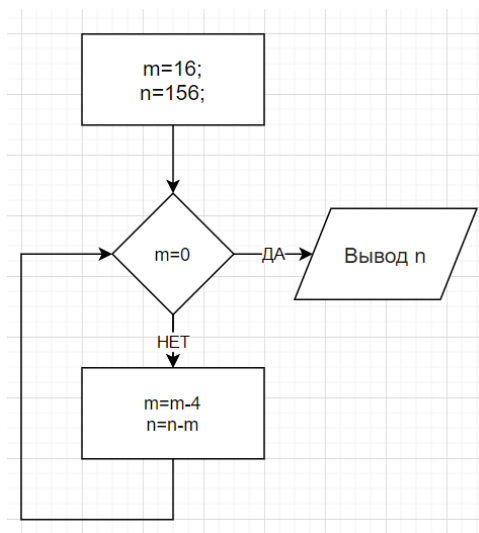 m=16;
n=156;
m=0
ДА
Вывод n
НЕТ
m=m-4
n=n-m